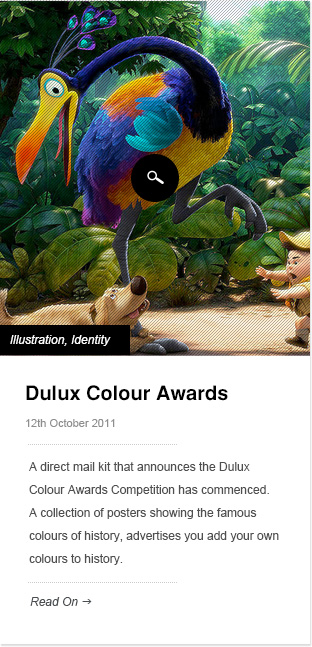 Illustration, Identity
Dulux Colour Awards
12th October 2011
A direct mail kit that announces the Dulux
Colour Awards Competition has commenced.
A collection of posters showing the famous
colours of history, advertises you add your own
colours to history.
Read On →